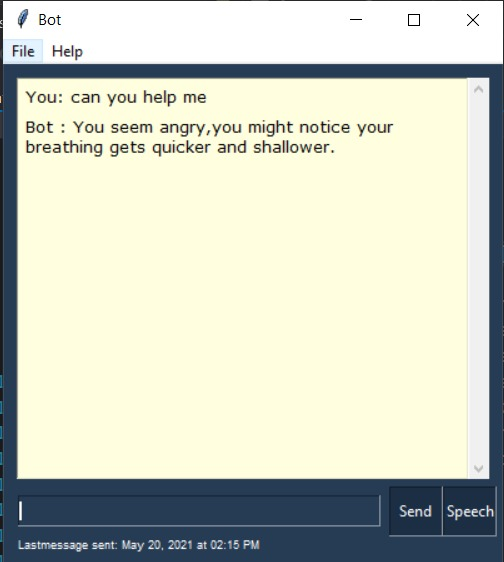 Bot
File Help
You: can you help me
Bot : You seem angry,you might notice your
breathing gets quicker and shallower.
Send Speech
Lastmessage sent: May 20, 2021 at 02:15 PM